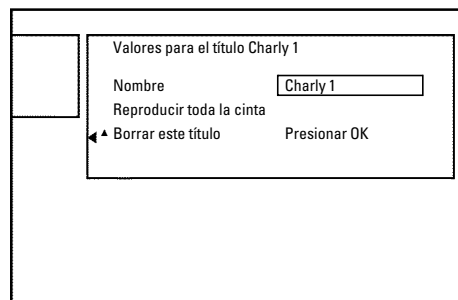 Valores para el título Charly 1
Nombre Charly 1
Reproducir toda la cinta
Borrar este título Presionar OK